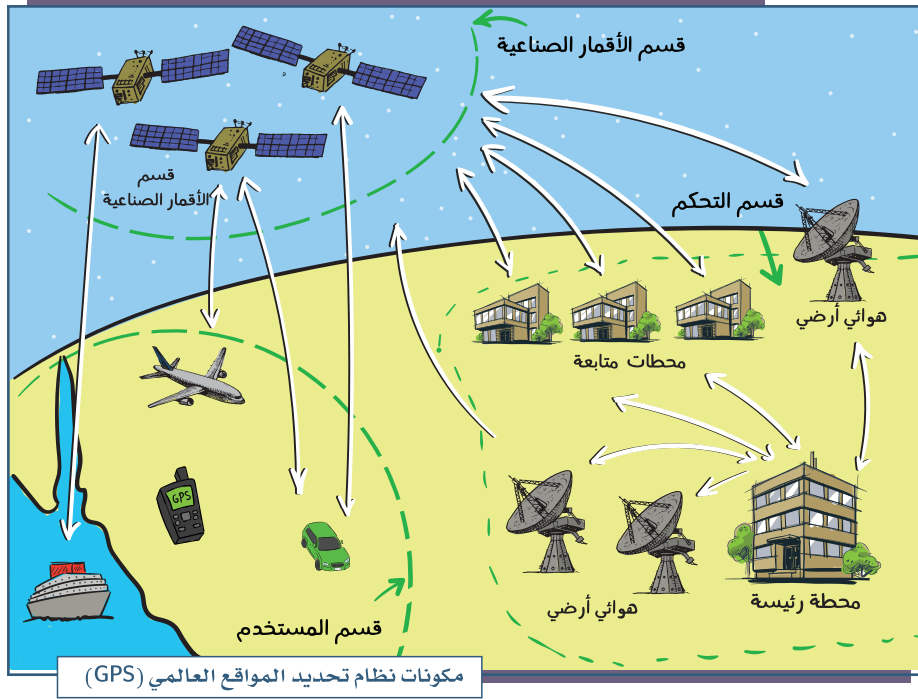 قسم الأقمار الصناعية
قسم
الأقمار الصناعية
قسم التحكم
هوائي أرضي
محطات متابعة
GPS
هوائي أرضي
محطة رئيسة
قسم المستخدم
مكونات نظام تحديد المواقع العالمي (GPS)